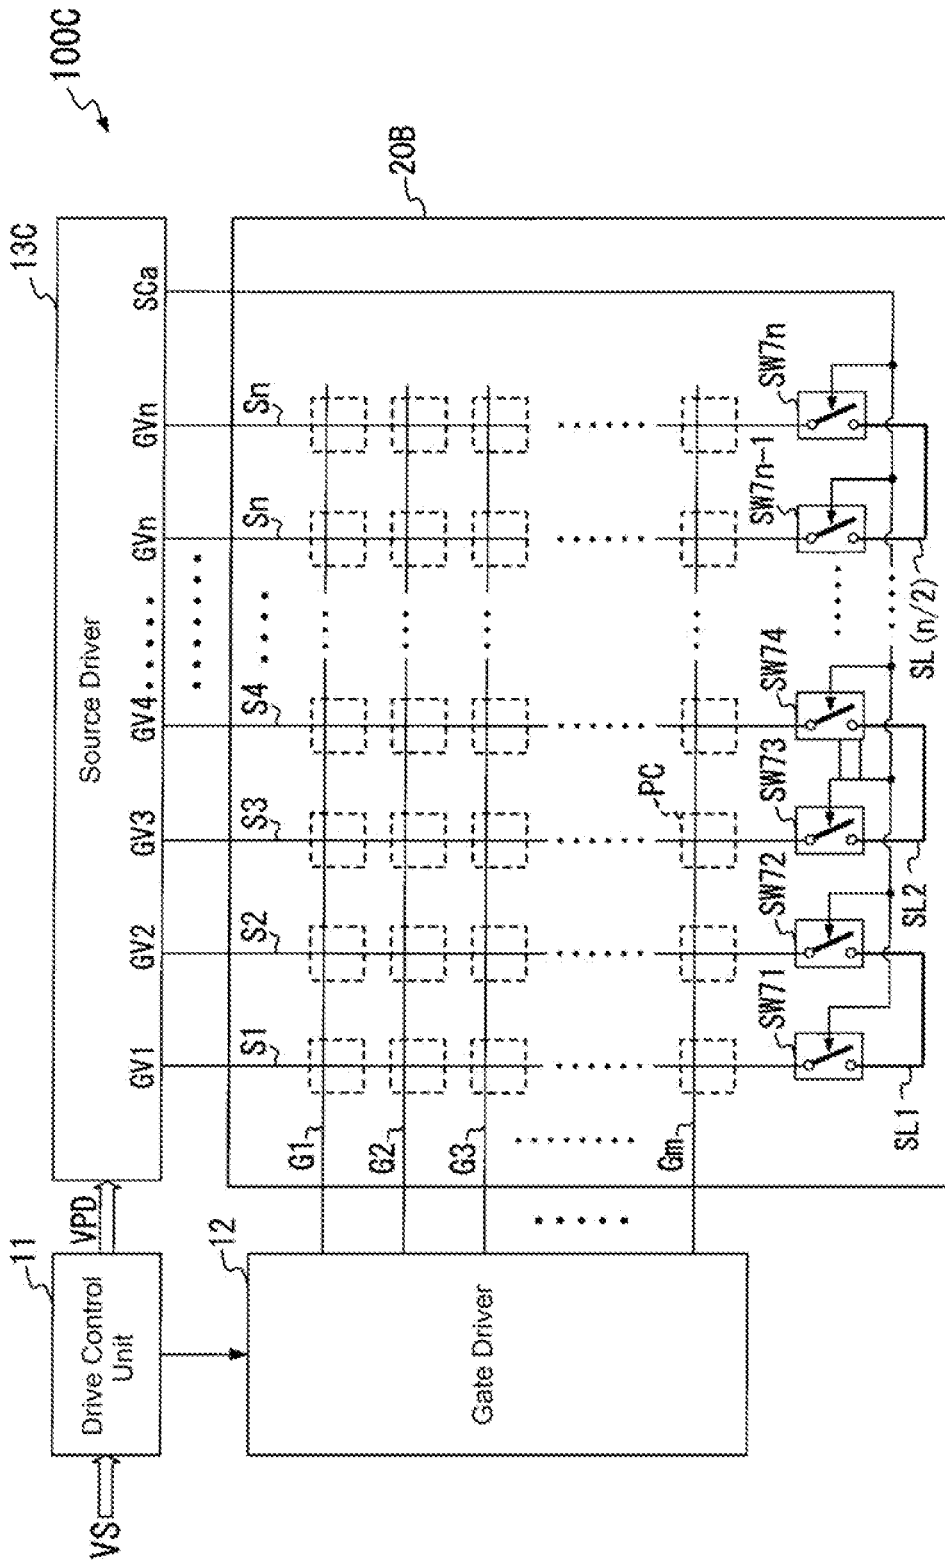 100C
VS
11
Drive Control
Unit
VPD
13C
Source Driver
GV1
GV2
GV3
GV4
GVn
GVn
SCa
20B
12
Gate Driver
S1
S2
S3
S4
Sn
Sn
G1
G2
G3
Gm
PC
SW71
SW72
SW73
SW74
SW7n-1
SW7n
SL1
SL2
SL (n/2)